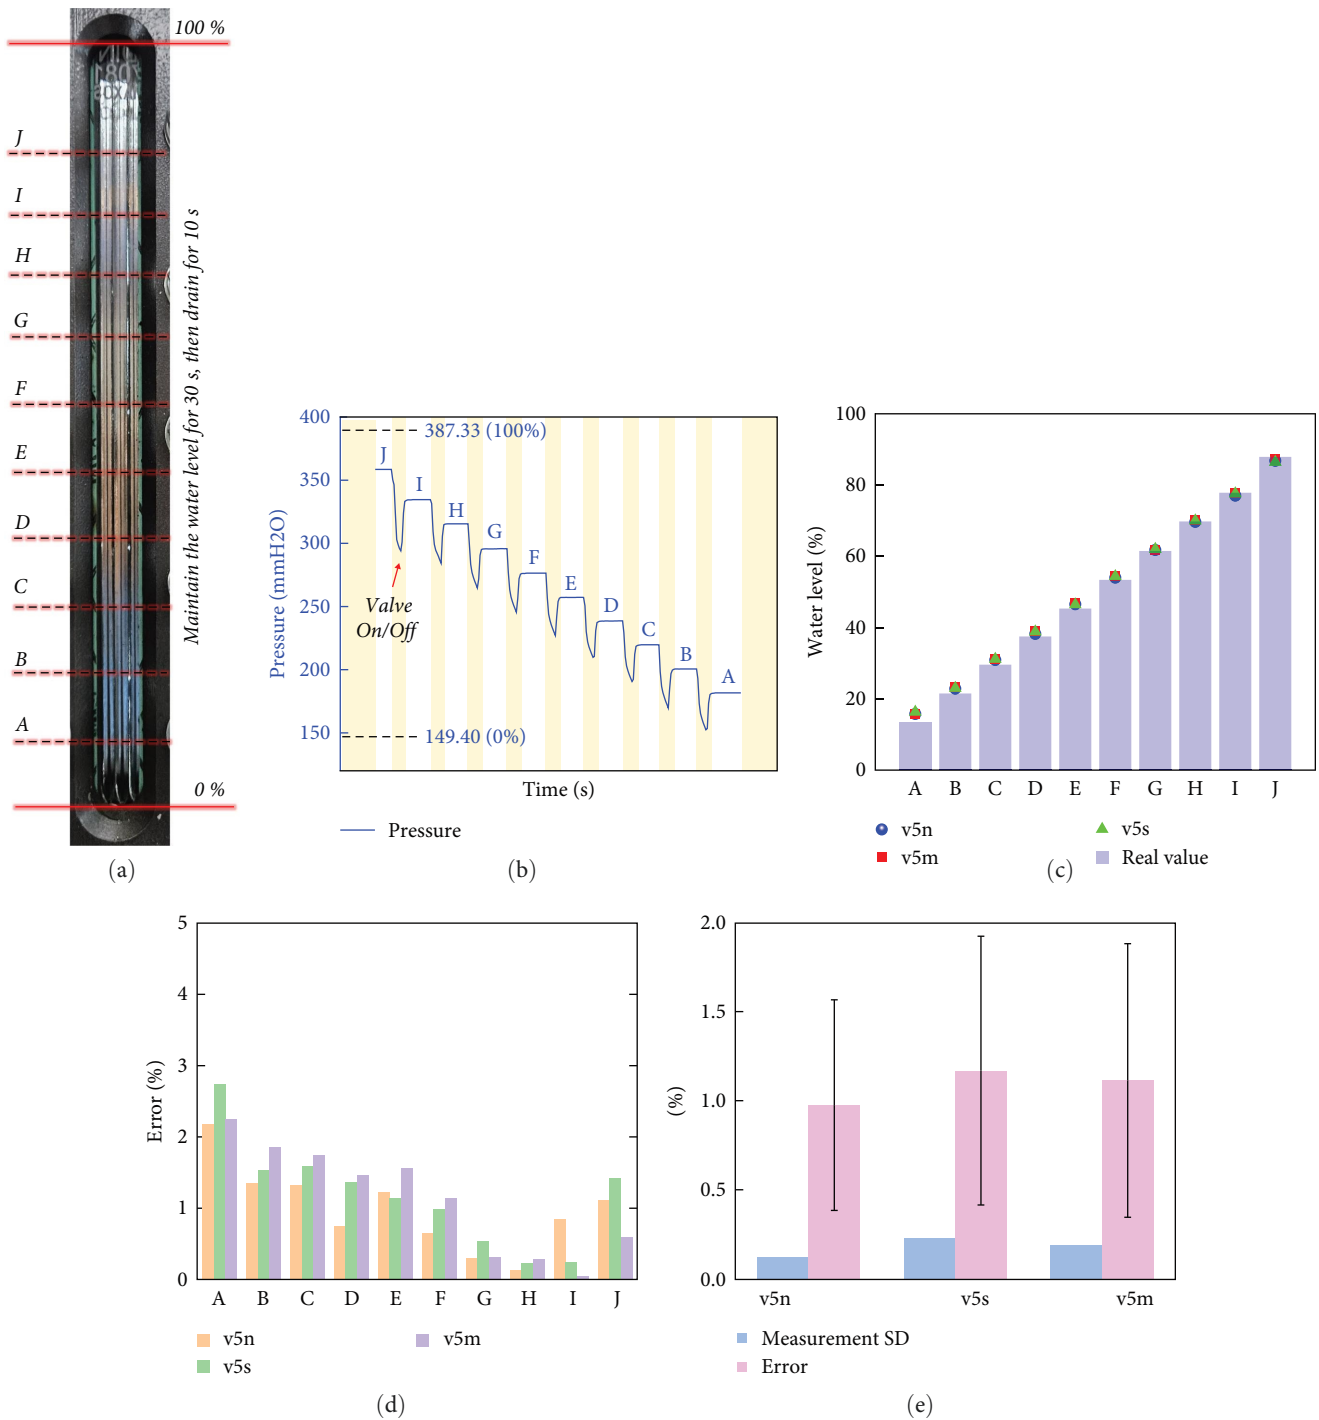 100 %
J
I
H
G
F
E
D
C
B
A
0 %
Maintain the water level for 30 s, then drain for 10 s
(a)
400
350
300
250
200
150
Pressure (mmH2O)
387.33 (100%)
J
I
H
G
F
E
D
C
B
A
Valve
On/Off
149.40 (0%)
Time (s)
Pressure
(b)
100
80
60
40
20
0
Water level (%)
A B C D E F G H I J
v5n
v5s
v5m
Real value
(c)
5
4
3
2
1
0
Error (%)
A B C D E F G H I J
v5n
v5m
v5s
(d)
2.0
1.5
1.0
0.5
0.0
(%)
v5n v5s v5m
Measurement SD
Error
(e)